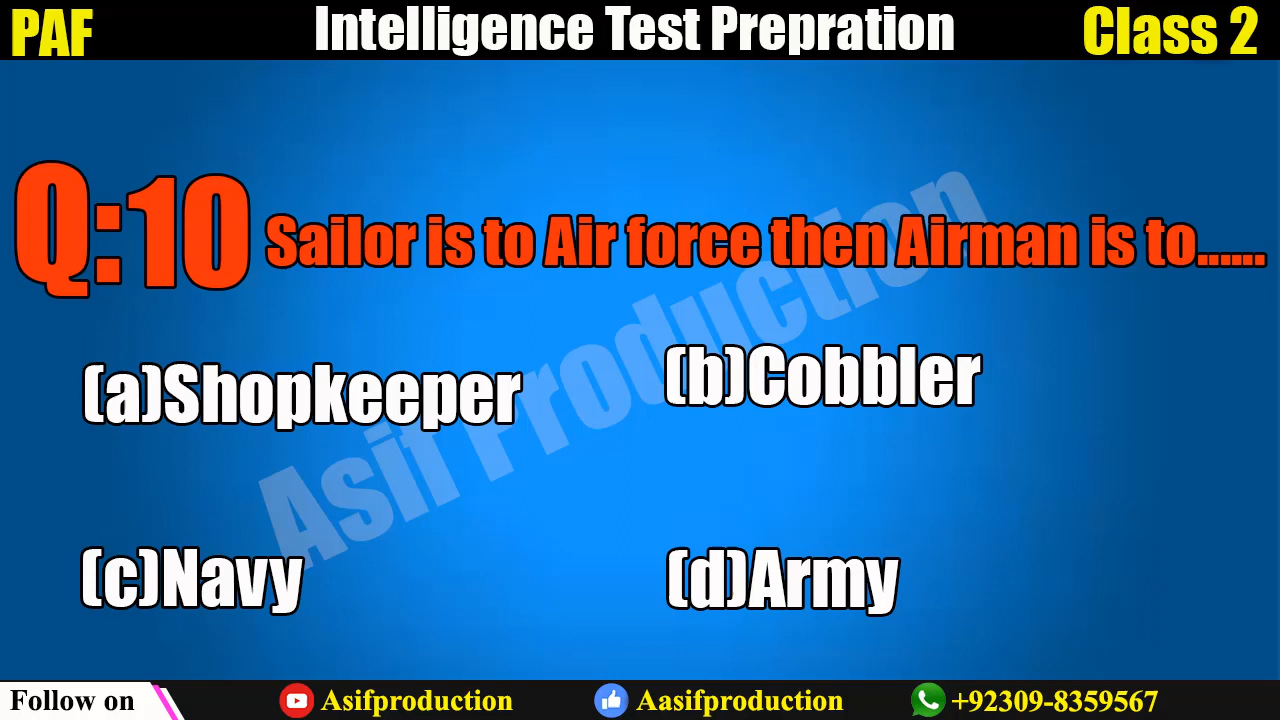 PAF Intelligence Test Prepration Class 2
Q:10 Sailor is to Air force then Airman is to......
(a)Shopkeeper (b)Cobbler
(c)Navy (d)Army
Asif Production
Follow on Asifproduction Aasifproduction +92309-8359567